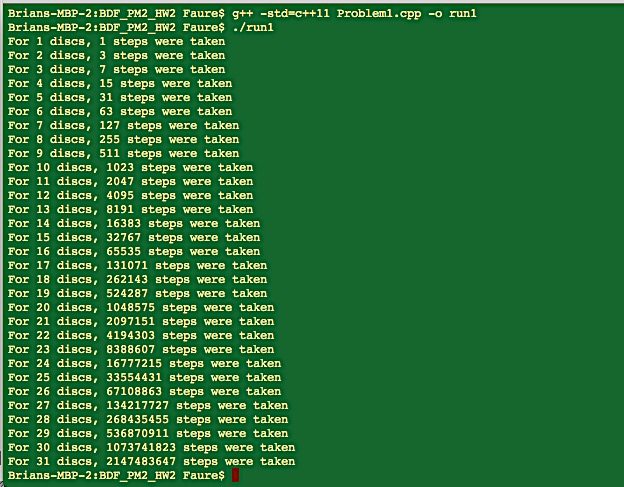 Brians-MBP-2:BDF_PM2_HW2 Faure$ g++ -std=c++11 Problem1.cpp -o run1
Brians-MBP-2:BDF_PM2_HW2 Faure$ ./run1
For 1 discs, 1 steps were taken
For 2 discs, 3 steps were taken
For 3 discs, 7 steps were taken
For 4 discs, 15 steps were taken
For 5 discs, 31 steps were taken
For 6 discs, 63 steps were taken
For 7 discs, 127 steps were taken
For 8 discs, 255 steps were taken
For 9 discs, 511 steps were taken
For 10 discs, 1023 steps were taken
For 11 discs, 2047 steps were taken
For 12 discs, 4095 steps were taken
For 13 discs, 8191 steps were taken
For 14 discs, 16383 steps were taken
For 15 discs, 32767 steps were taken
For 16 discs, 65535 steps were taken
For 17 discs, 131071 steps were taken
For 18 discs, 262143 steps were taken
For 19 discs, 524287 steps were taken
For 20 discs, 1048575 steps were taken
For 21 discs, 2097151 steps were taken
For 22 discs, 4194303 steps were taken
For 23 discs, 8388607 steps were taken
For 24 discs, 16777215 steps were taken
For 25 discs, 33554431 steps were taken
For 26 discs, 67108863 steps were taken
For 27 discs, 134217727 steps were taken
For 28 discs, 268435455 steps were taken
For 29 discs, 536870911 steps were taken
For 30 discs, 1073741823 steps were taken
For 31 discs, 2147483647 steps were taken
Brians-MBP-2:BDF_PM2_HW2 Faure$